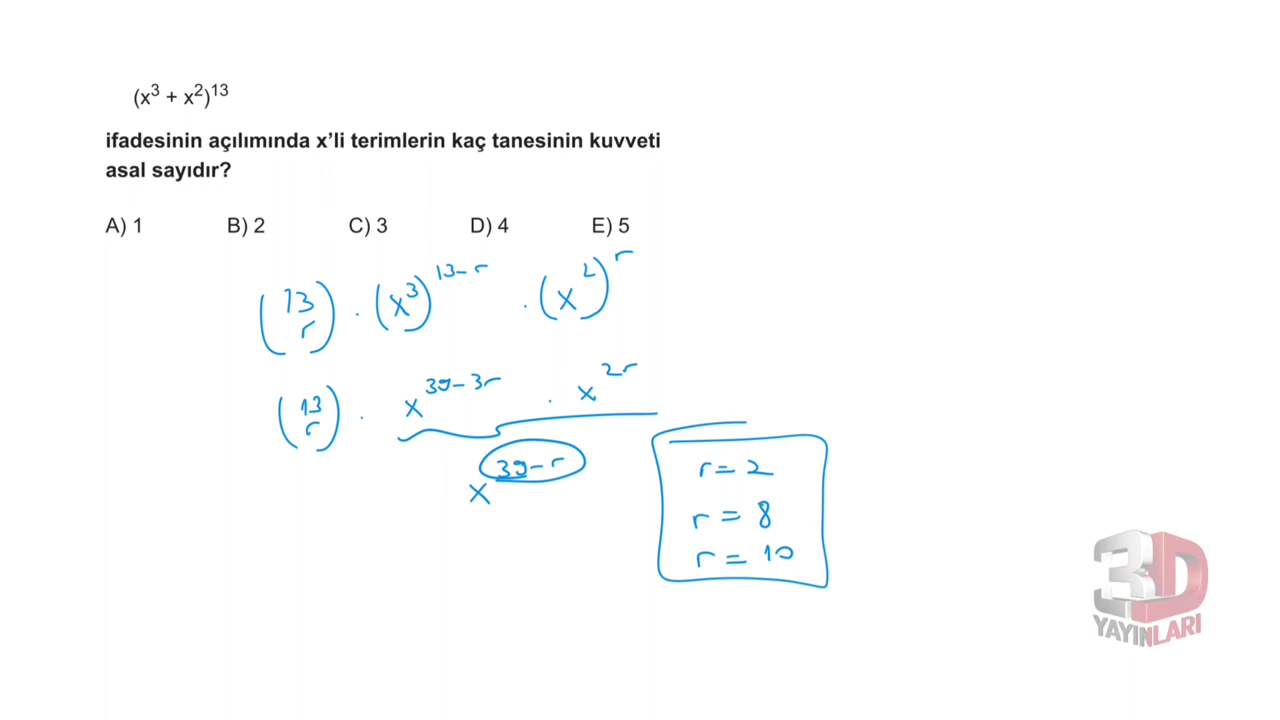 (x³ + x²)¹³
ifadesinin açılımında x'li terimlerin kaç tanesinin kuvveti
asal sayıdır?
A) 1 B) 2 C) 3 D) 4 E) 5
(13 r) · (x³)^13-r · (x²)^r
(13 r) · x^39-3r · x^2r
x^39-r
r = 2
r = 8
r = 10
3D
YAYINLARI